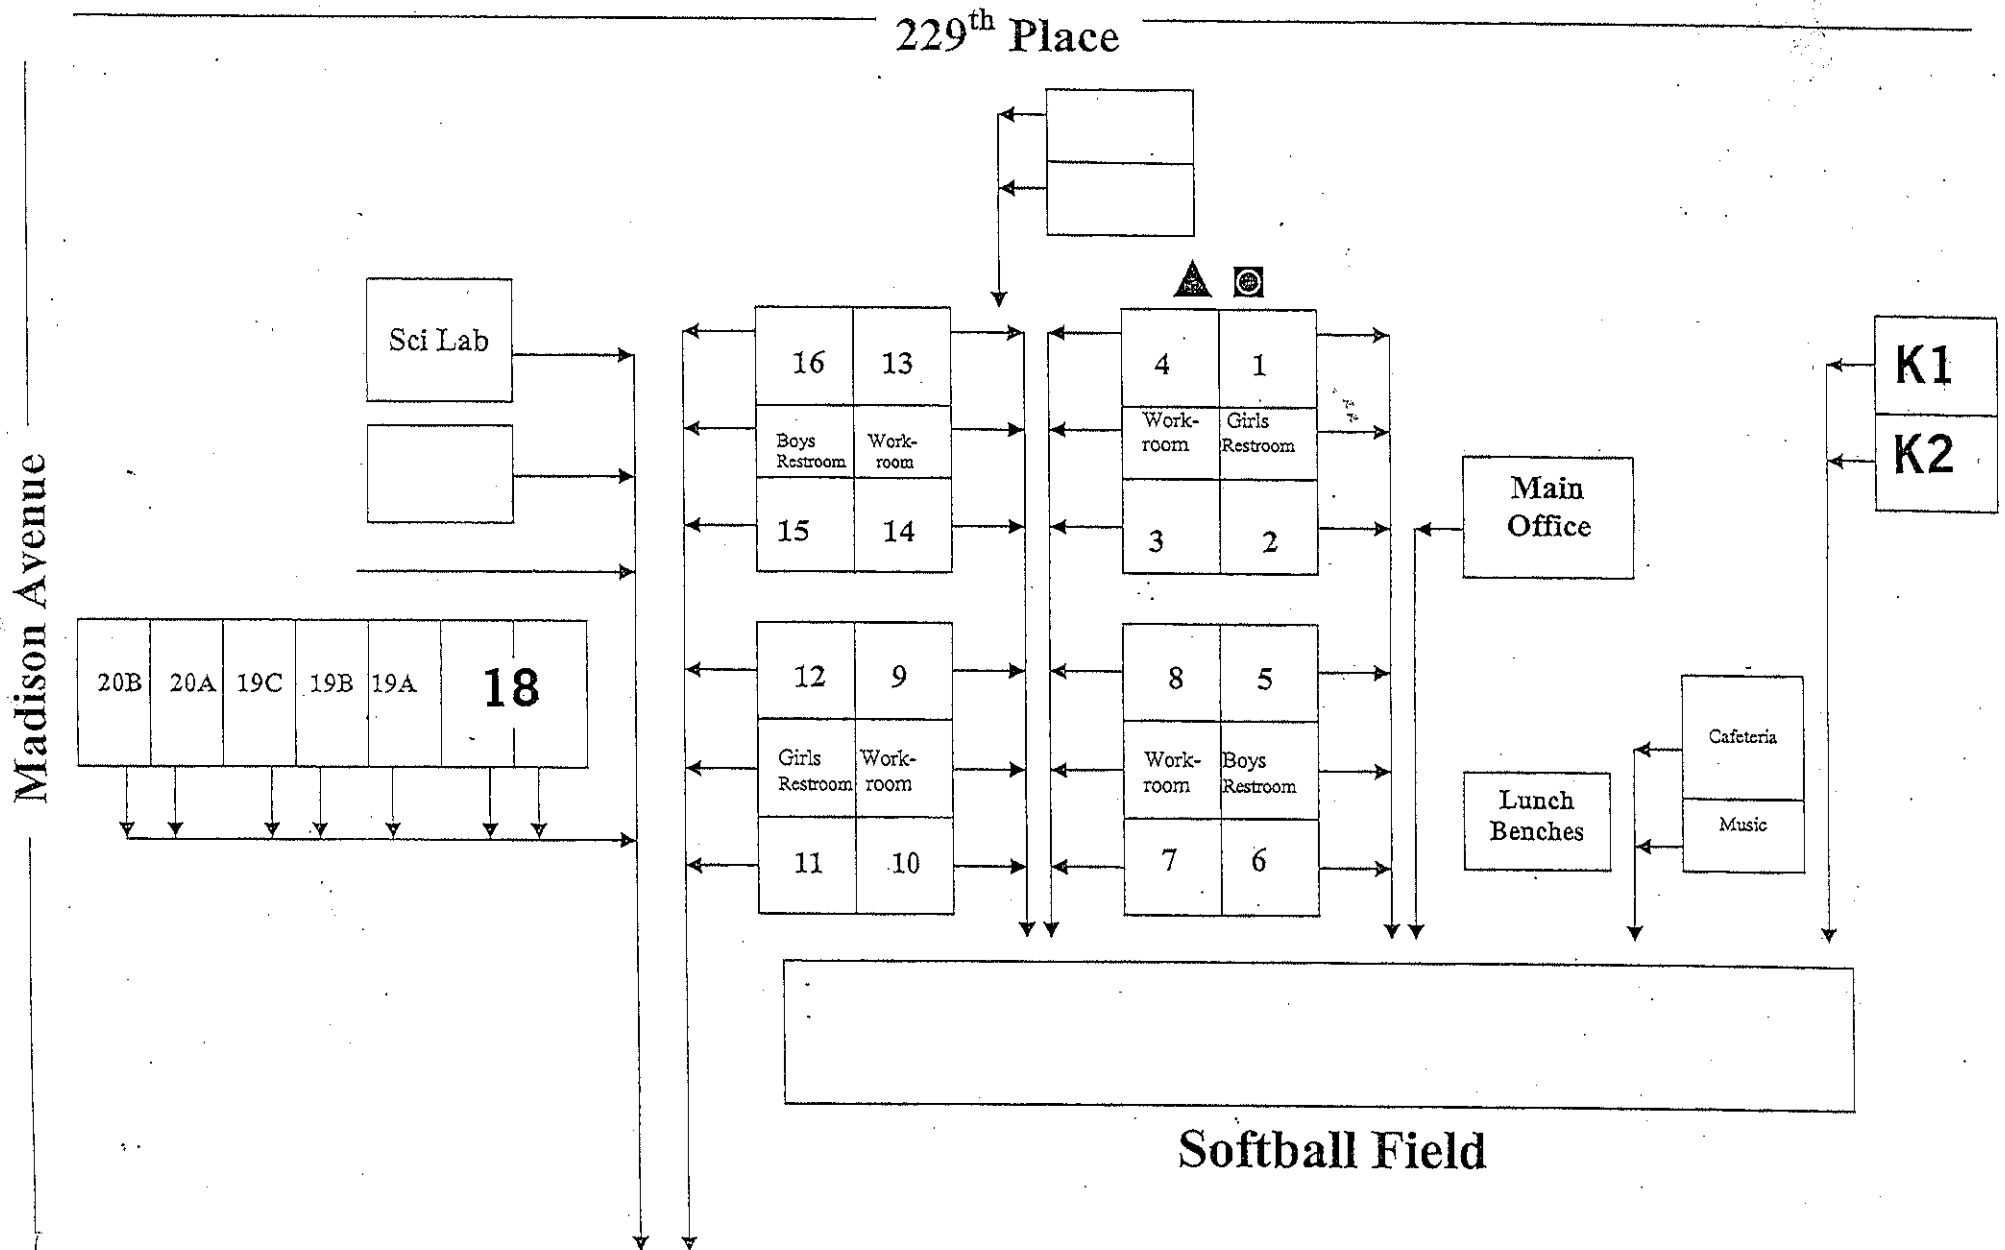 229th Place
Madison Avenue
Sci Lab
16
13
4
1
K1
Boys
Restroom
Work-
room
Work-
room
Girls
Restroom
K2
15
14
3
2
Main
Office
20B
20A
19C
19B
19A
18
12
9
8
5
Cafeteria
Girls
Restroom
Work-
room
Work-
room
Boys
Restroom
Lunch
Benches
Music
11
10
7
6
Softball Field